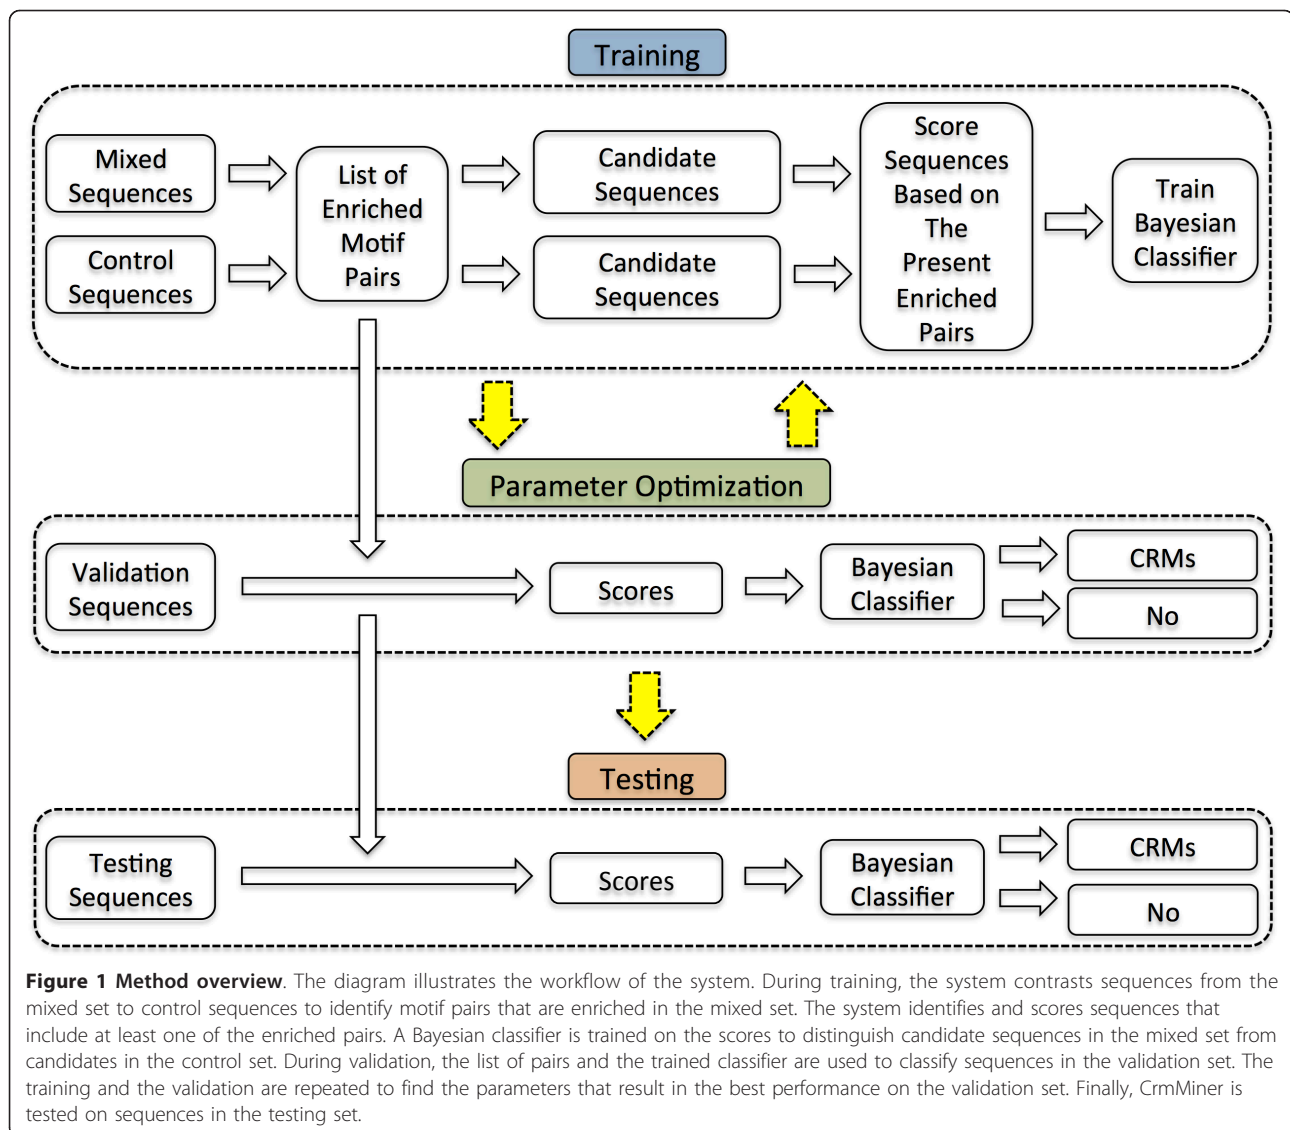 Training
Mixed
Sequences
Control
Sequences
List of
Enriched
Motif
Pairs
Candidate
Sequences
Candidate
Sequences
Score
Sequences
Based on
The
Present
Enriched
Pairs
Train
Bayesian
Classifier
Parameter Optimization
Validation
Sequences
Scores
Bayesian
Classifier
CRMs
No
Testing
Testing
Sequences
Scores
Bayesian
Classifier
CRMs
No
Figure 1 Method overview. The diagram illustrates the workflow of the system. During training, the system contrasts sequences from the
mixed set to control sequences to identify motif pairs that are enriched in the mixed set. The system identifies and scores sequences that
include at least one of the enriched pairs. A Bayesian classifier is trained on the scores to distinguish candidate sequences in the mixed set from
candidates in the control set. During validation, the list of pairs and the trained classifier are used to classify sequences in the validation set. The
training and the validation are repeated to find the parameters that result in the best performance on the validation set. Finally, CrmMiner is
tested on sequences in the testing set.